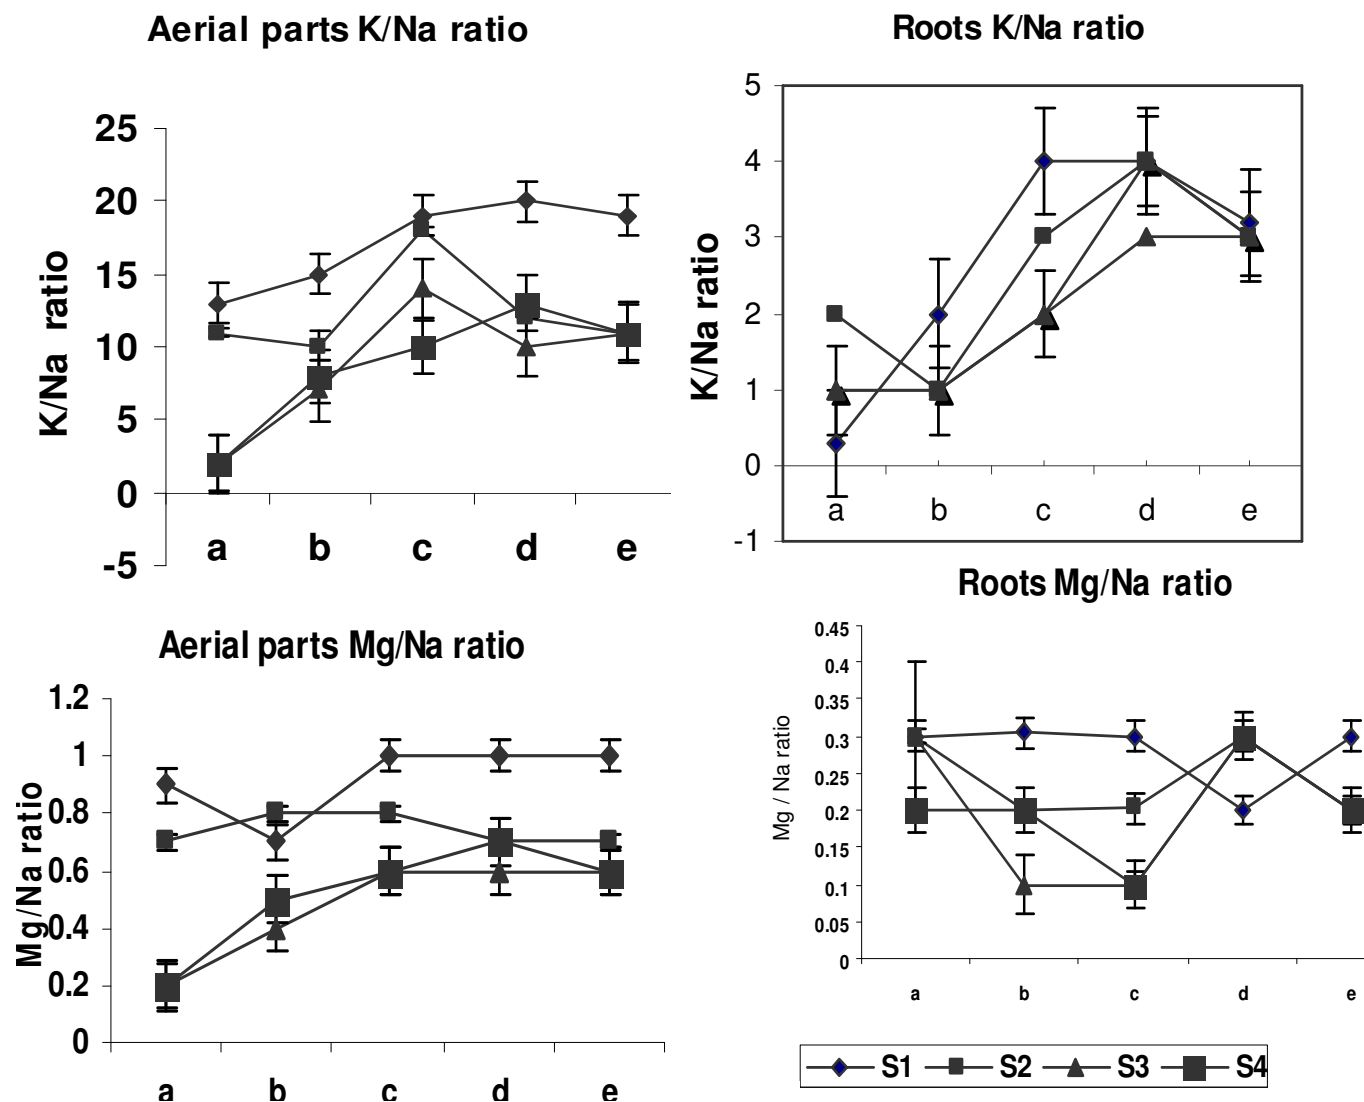 Aerial parts K/Na ratio
25
20
15
10
5
0
-5
K/Na ratio
a b c d e
Roots K/Na ratio
5
4
3
2
1
0
-1
K/Na ratio
a b c d e
Aerial parts Mg/Na ratio
1.2
1
0.8
0.6
0.4
0.2
0
Mg/Na ratio
a b c d e
Roots Mg/Na ratio
0.45
0.4
0.35
0.3
0.25
0.2
0.15
0.1
0.05
0
Mg / Na ratio
a b c d e
S1 S2 S3 S4